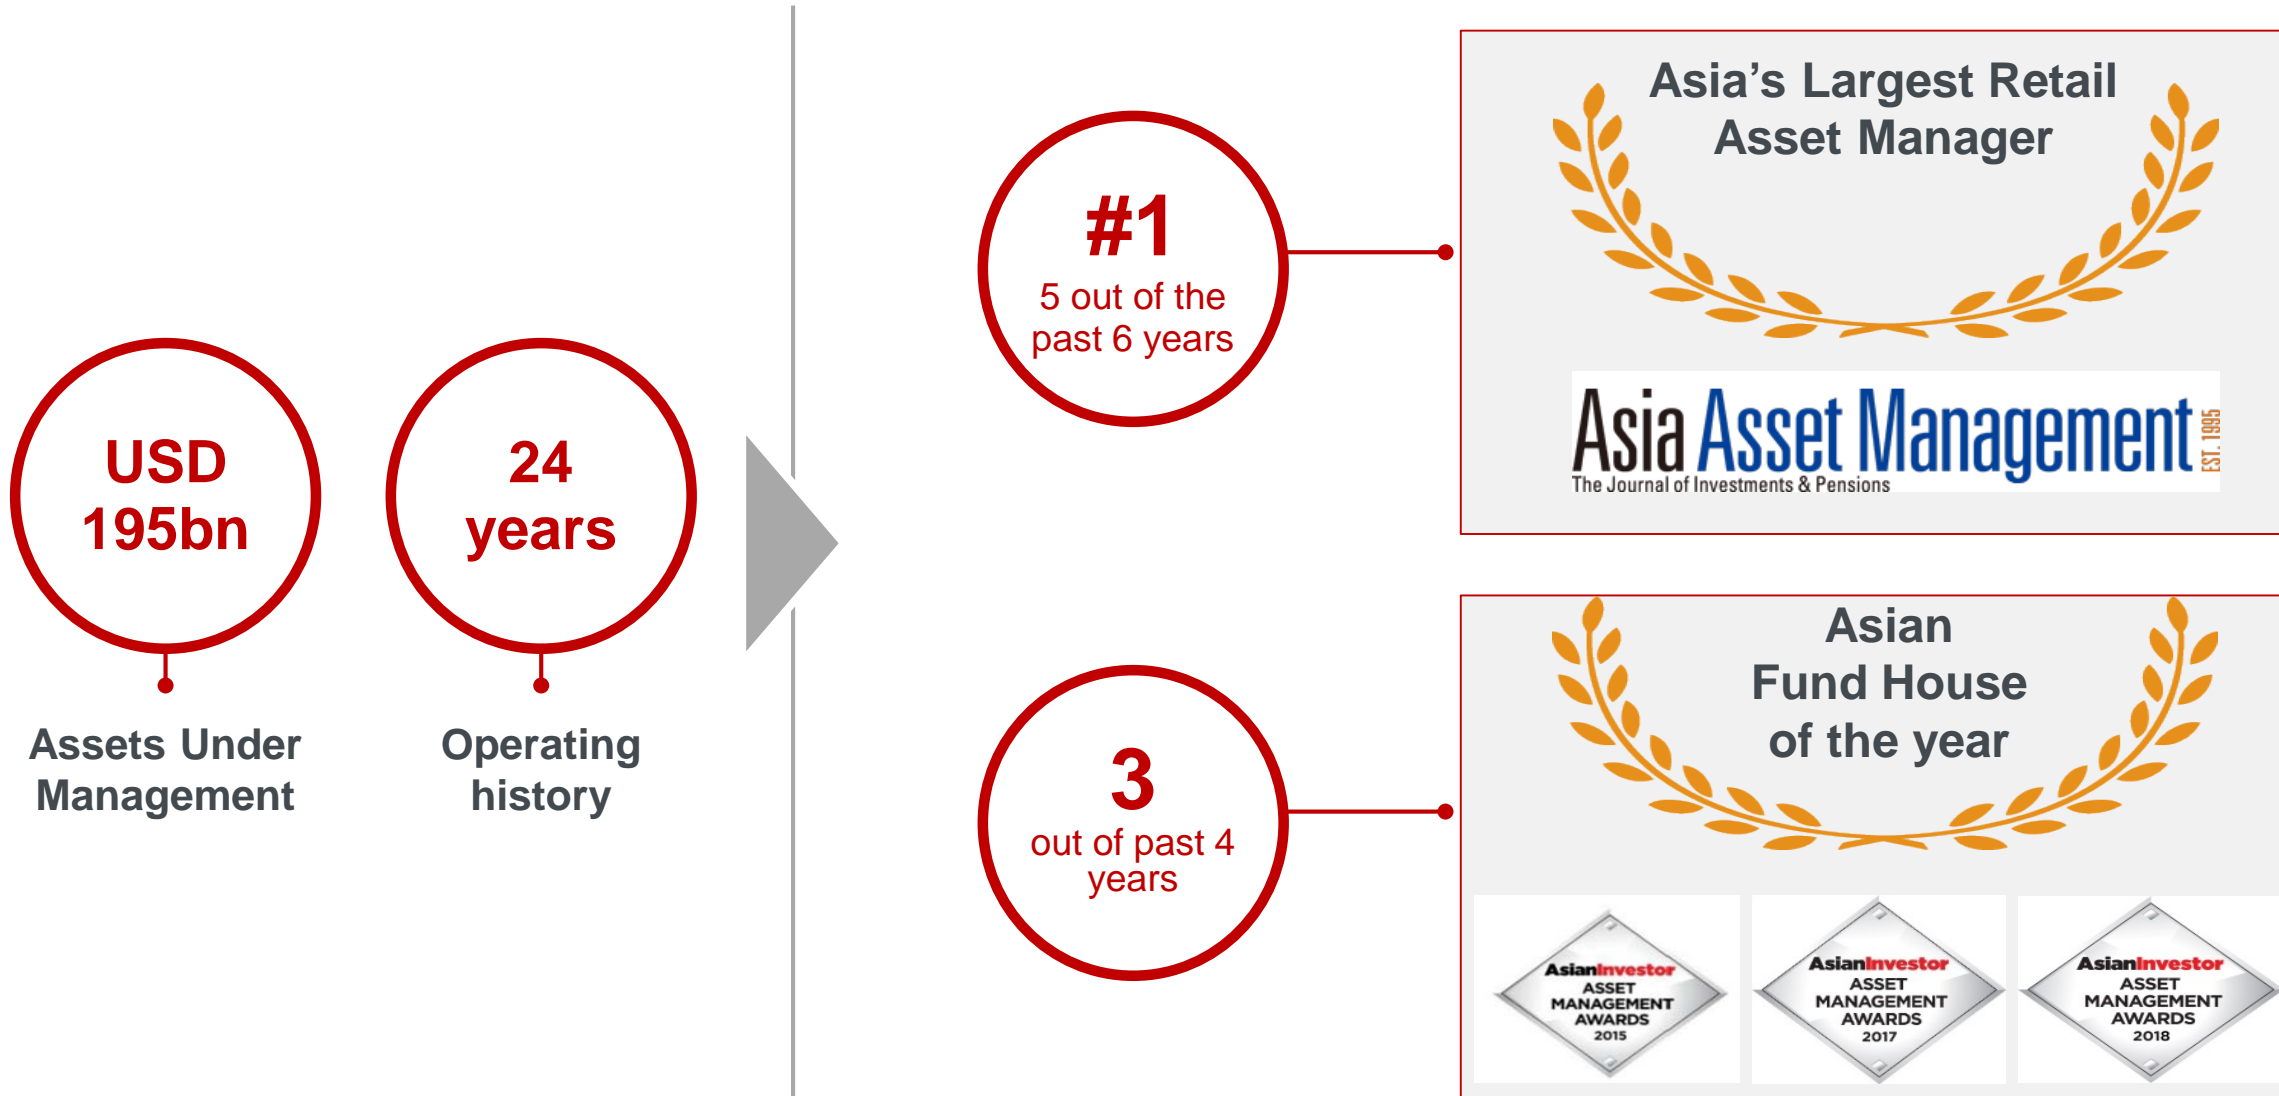 USD
195bn
Assets Under
Management
24
years
Operating
history
#1
5 out of the
past 6 years
Asia’s Largest Retail
Asset Manager
Asia Asset Management
EST. 1995
The Journal of Investments & Pensions
3
out of past 4
years
Asian
Fund House
of the year
AsianInvestor
ASSET
MANAGEMENT
AWARDS
2015
AsianInvestor
ASSET
MANAGEMENT
AWARDS
2017
AsianInvestor
ASSET
MANAGEMENT
AWARDS
2018